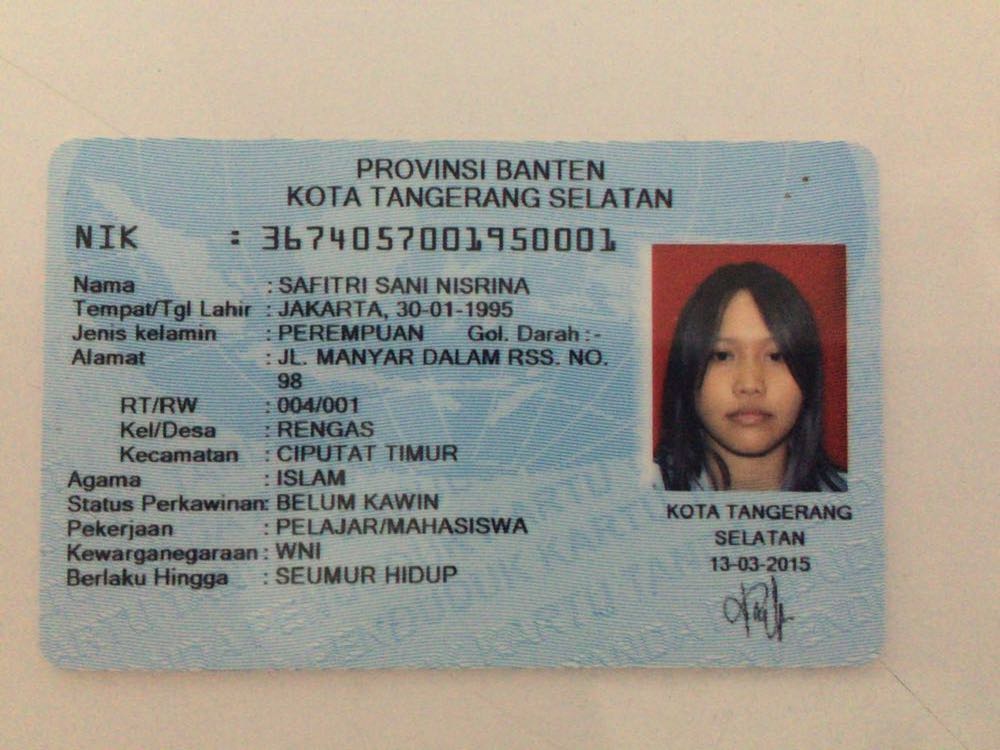 PROVINSI BANTEN
KOTA TANGERANG SELATAN
NIK : 3674057001950001
Nama : SAFITRI SANI NISRINA
Tempat/Tgl Lahir : JAKARTA, 30-01-1995
Jenis kelamin : PEREMPUAN Gol. Darah :-
Alamat : JL. MANYAR DALAM RSS. NO.
98
RT/RW : 004/001
Kel/Desa : RENGAS
Kecamatan : CIPUTAT TIMUR
Agama : ISLAM
Status Perkawinan: BELUM KAWIN
Pekerjaan : PELAJAR/MAHASISWA
Kewarganegaraan : WNI
Berlaku Hingga : SEUMUR HIDUP
KOTA TANGERANG
SELATAN
13-03-2015